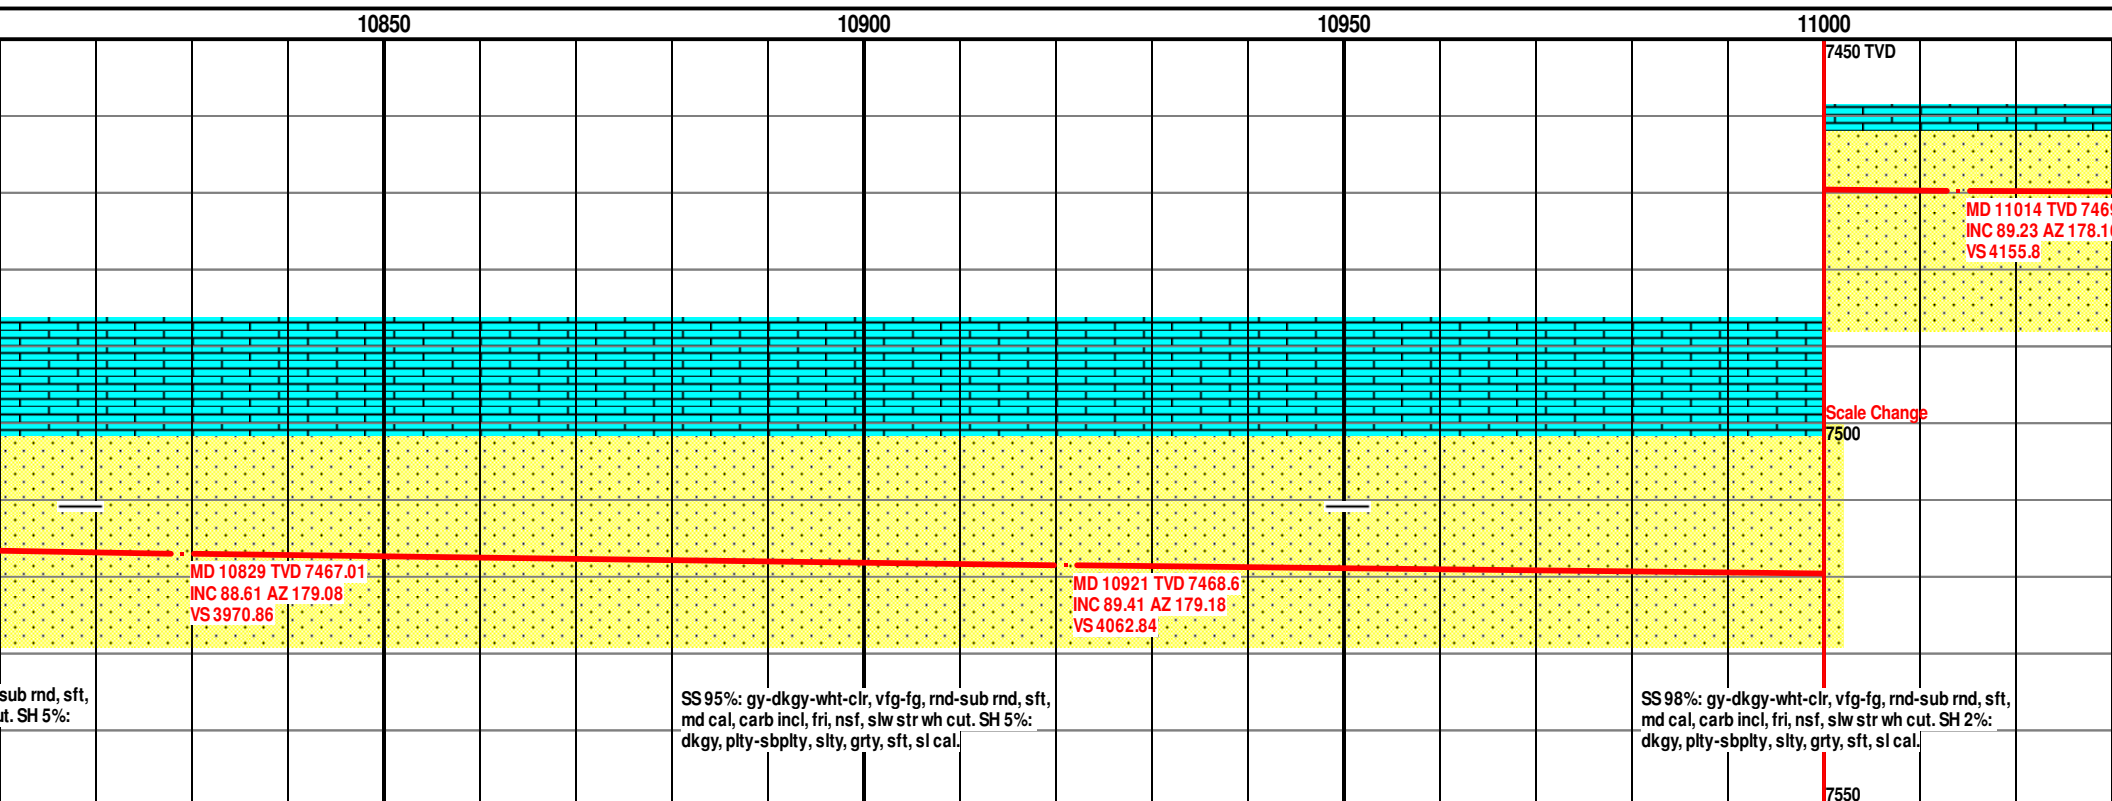 10850 10900 10950 11000
7450 TVD
MD 11014 TVD 7469
INC 89.23 AZ 178.1
VS 4155.8
Scale Change
7500
MD 10829 TVD 7467.01
INC 88.61 AZ 179.08
VS 3970.86
MD 10921 TVD 7468.6
INC 89.41 AZ 179.18
VS 4062.84
sub rnd, sft,
cut. SH 5%:
SS 95%: gy-dkgy-wht-clr, vfg-fg, rnd-sub rnd, sft,
md cal, carb incl, fri, nsf, slw str wh cut. SH 5%:
dkgy, plty-sbplty, slty, grty, sft, sl cal.
SS 98%: gy-dkgy-wht-clr, vfg-fg, rnd-sub rnd, sft,
md cal, carb incl, fri, nsf, slw str wh cut. SH 2%:
dkgy, plty-sbplty, slty, grty, sft, sl cal.
7550